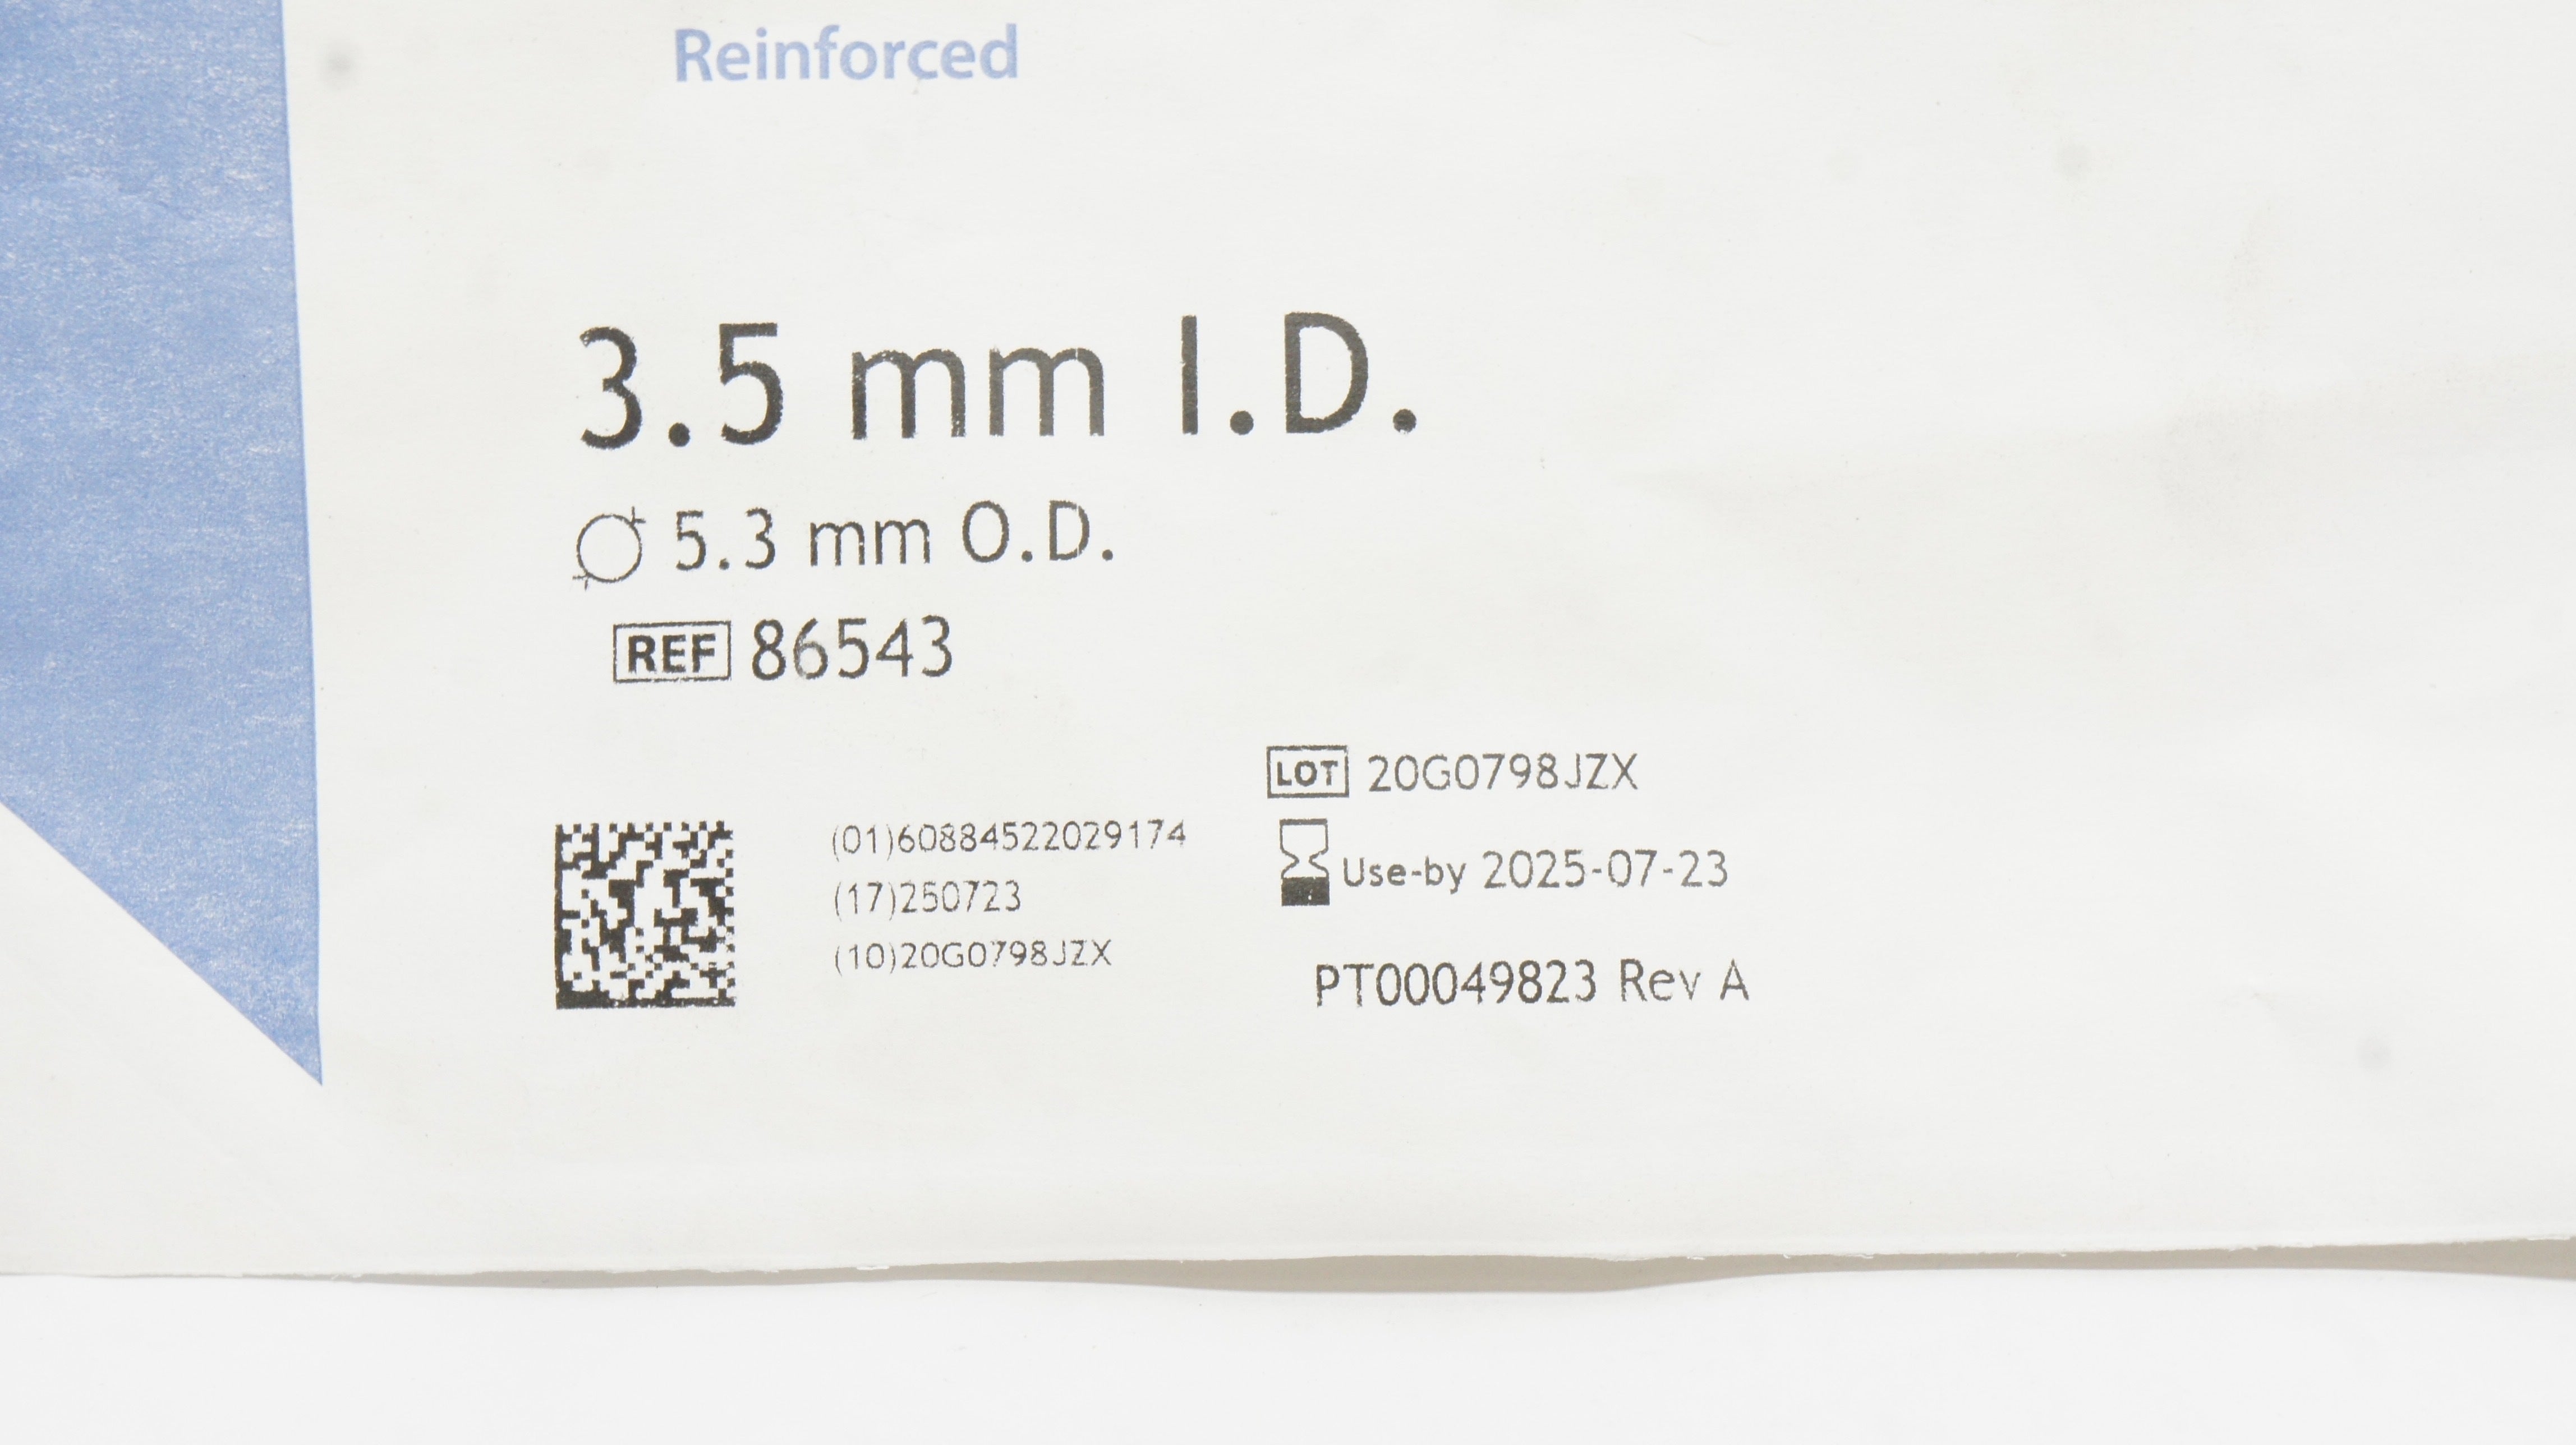 Reinforced
3.5 mm I.D.
5.3 mm O.D.
REF 86543
LOT 20G0798JZX
(01)60884522029174
Use-by 2025-07-23
(17)250723
(10)20G0798JZX
PT00049823 Rev A